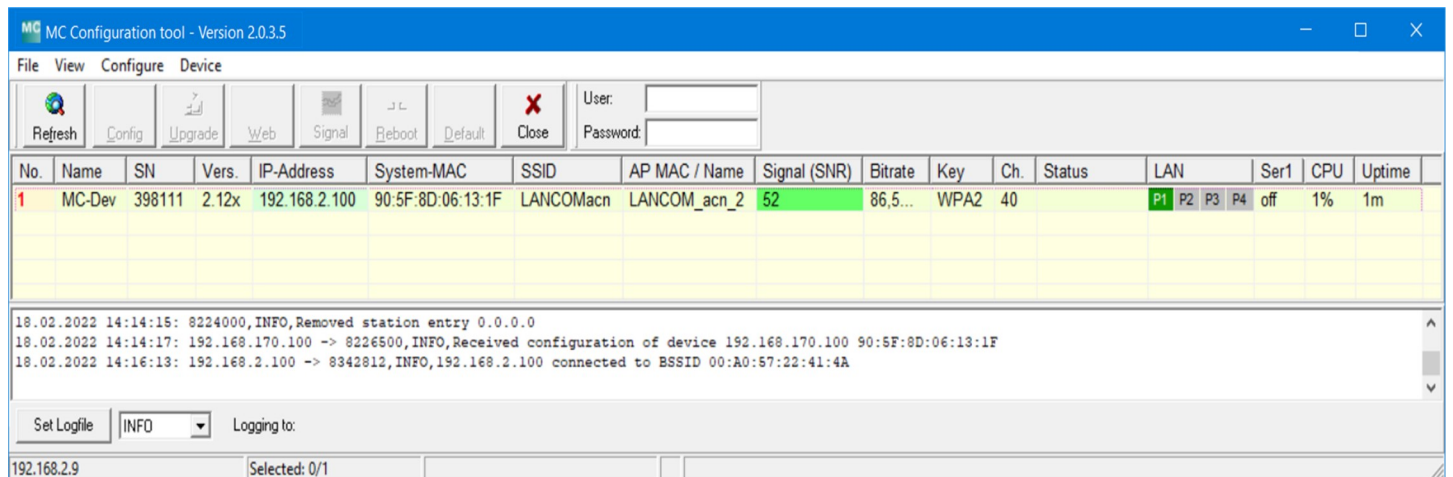 MC MC Configuration tool - Version 2.0.3.5
File View Configure Device
Refresh Config Upgrade Web Signal Reboot Default Close
User:
Password:
No. Name SN Vers. IP-Address System-MAC SSID AP MAC / Name Signal (SNR) Bitrate Key Ch. Status LAN Ser1 CPU Uptime
1 MC-Dev 398111 2.12x 192.168.2.100 90:5F:8D:06:13:1F LANCOMacn LANCOM_acn_2 52 86,5... WPA2 40 P1 P2 P3 P4 off 1% 1m
18.02.2022 14:14:15: 8224000,INFO,Removed station entry 0.0.0.0
18.02.2022 14:14:17: 192.168.170.100 -> 8226500,INFO,Received configuration of device 192.168.170.100 90:5F:8D:06:13:1F
18.02.2022 14:16:13: 192.168.2.100 -> 8342812,INFO,192.168.2.100 connected to BSSID 00:A0:57:22:41:4A
Set Logfile INFO Logging to:
192.168.2.9 Selected: 0/1